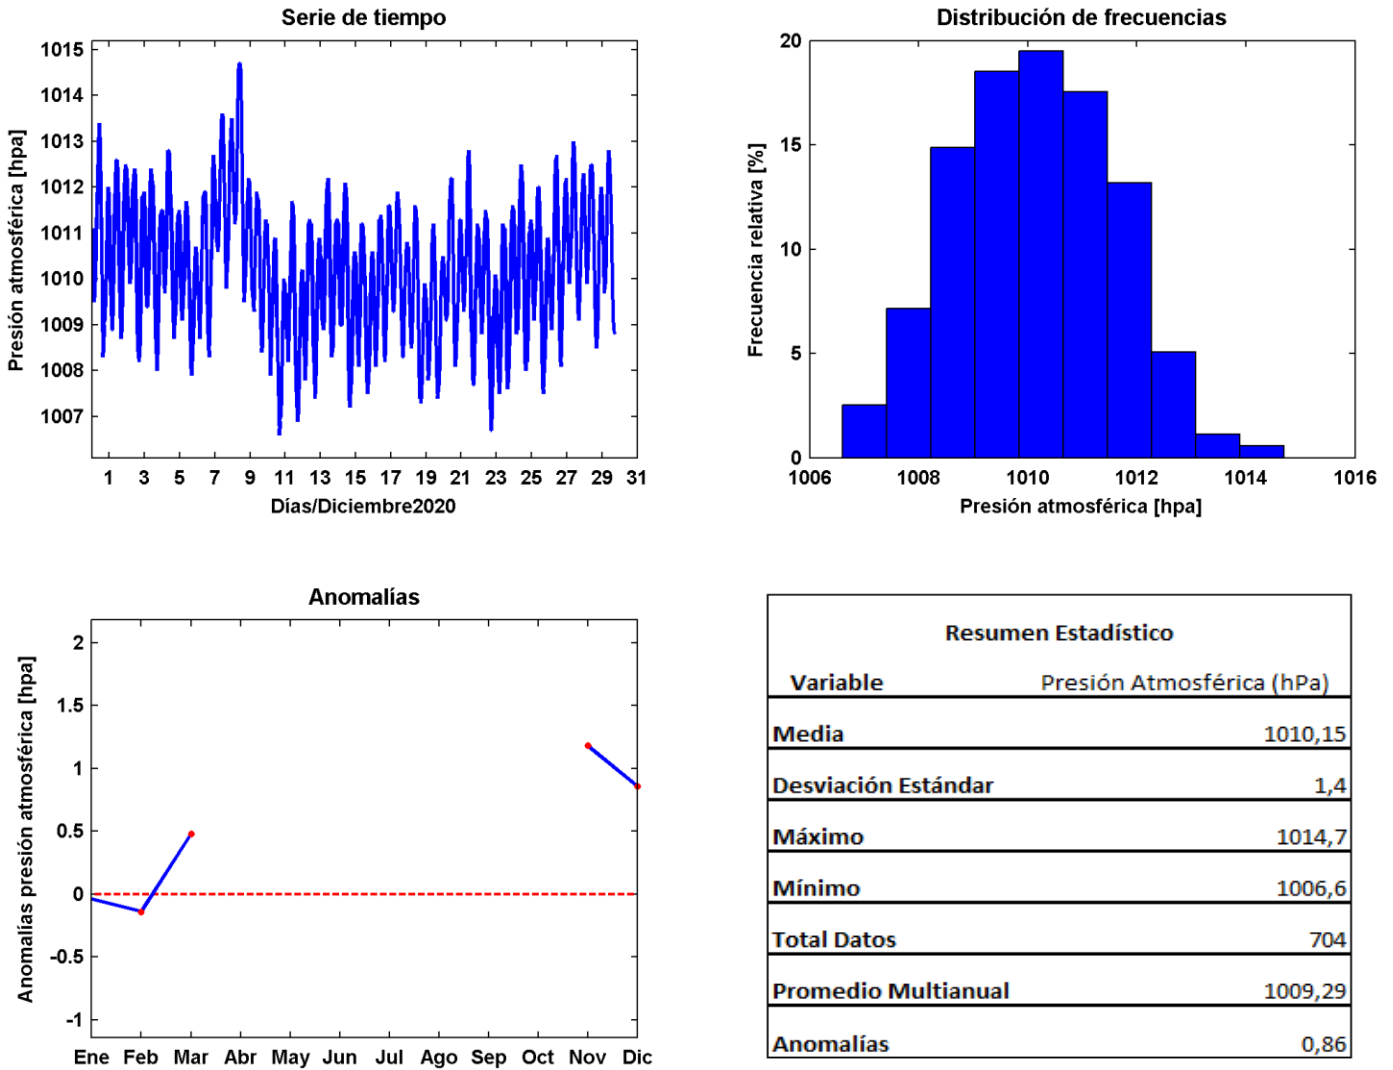 Serie de tiempo
1015
1014
1013
1012
1011
1010
1009
1008
1007
Presión atmosférica [hpa]
1 3 5 7 9 11 13 15 17 19 21 23 25 27 29 31
Días/Diciembre2020
Distribución de frecuencias
20
15
10
5
0
Frecuencia relativa [%]
1006 1008 1010 1012 1014 1016
Presión atmosférica [hpa]
Anomalías
2
1.5
1
0.5
0
-0.5
-1
Anomalías presión atmosférica [hpa]
Ene Feb Mar Abr May Jun Jul Ago Sep Oct Nov Dic
Resumen Estadístico
Variable Presión Atmosférica (hPa)
Media 1010,15
Desviación Estándar 1,4
Máximo 1014,7
Mínimo 1006,6
Total Datos 704
Promedio Multianual 1009,29
Anomalías 0,86